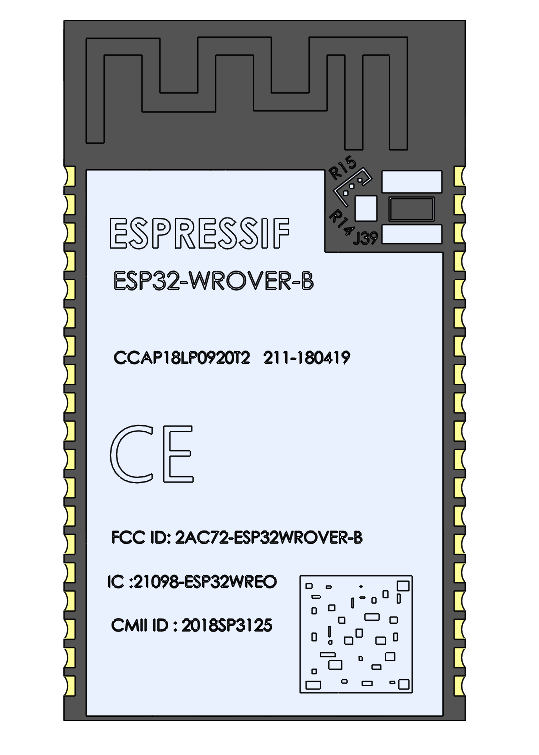 R15
R14
J39
ESPRESSIF
ESP32-WROVER-B
CCAP18LP0920T2 211-180419
CE
FCC ID: 2AC72-ESP32WROVER-B
IC :21098-ESP32WREO
CMII ID : 2018SP3125